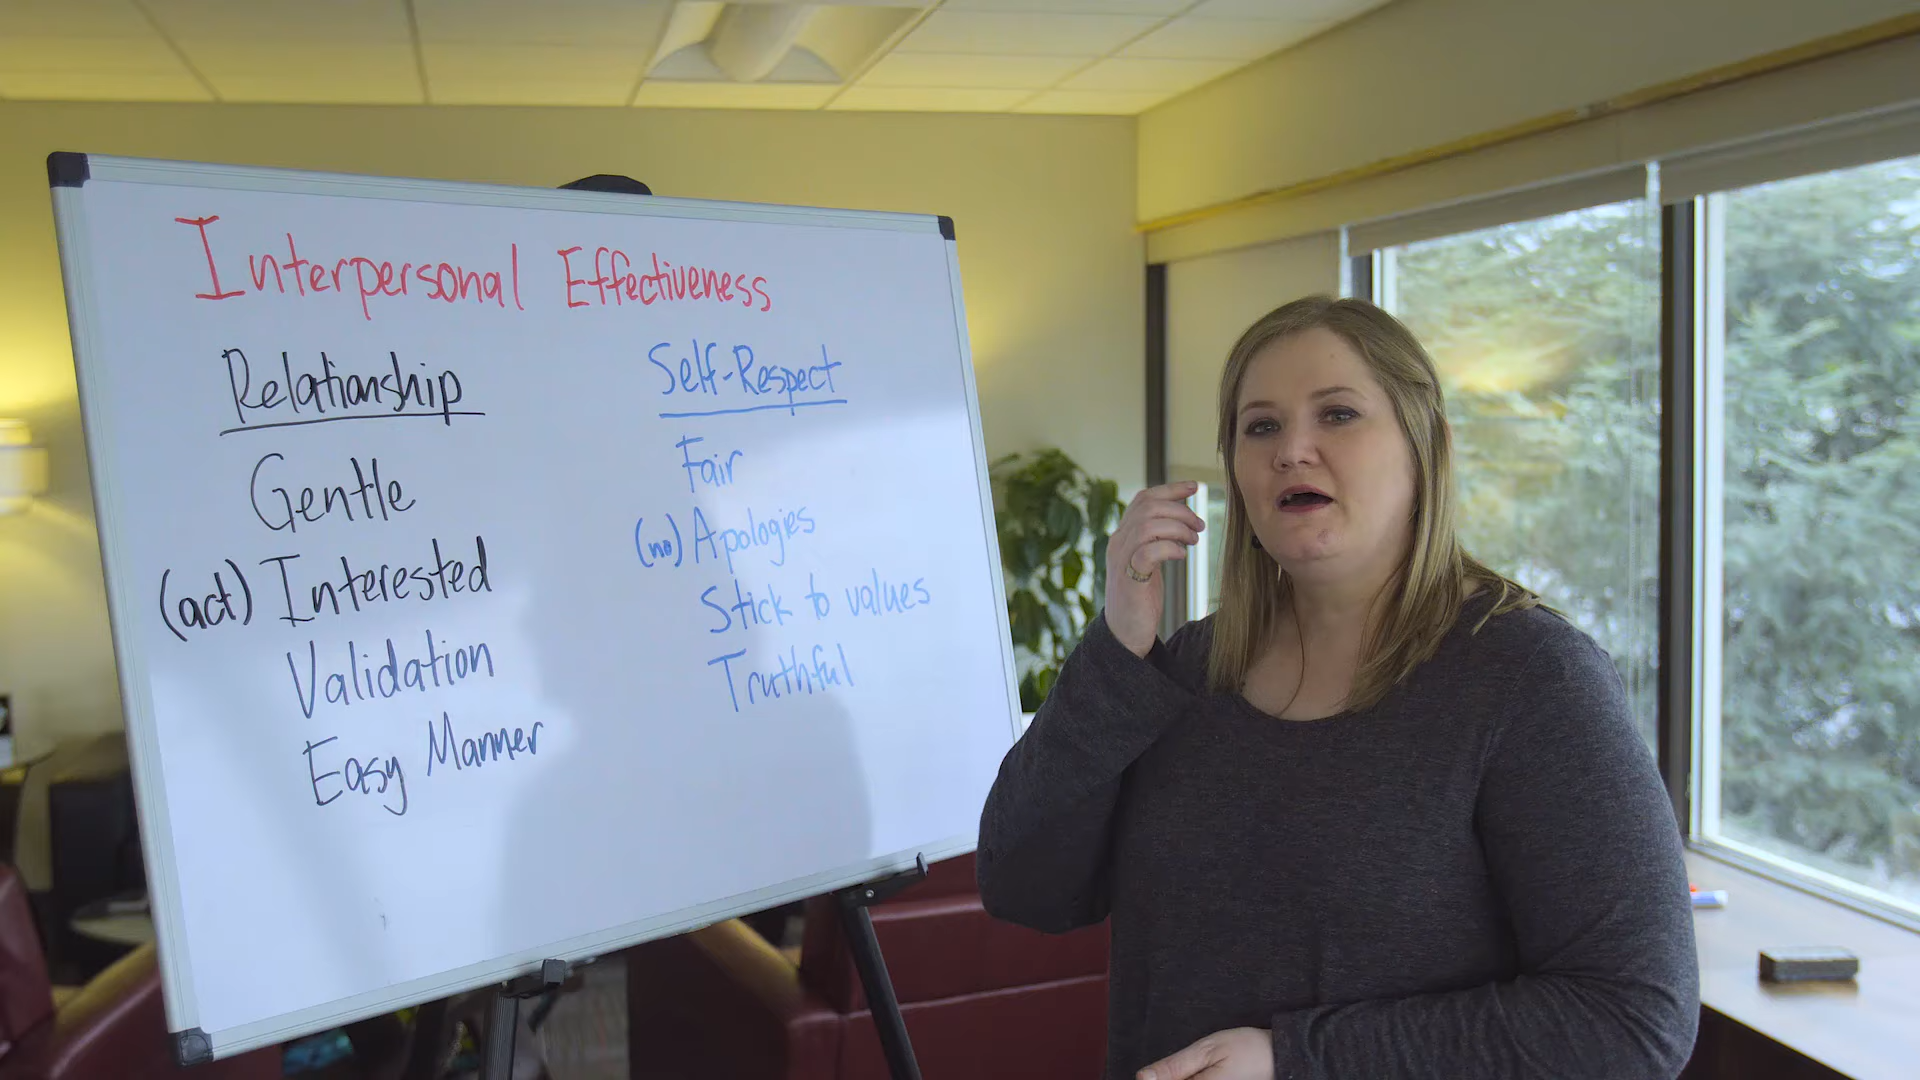 Interpersonal Effectiveness
Relationship
Gentle
(act) Interested
Validation
Easy Manner
Self-Respect
Fair
(no) Apologies
Stick to values
Truthful